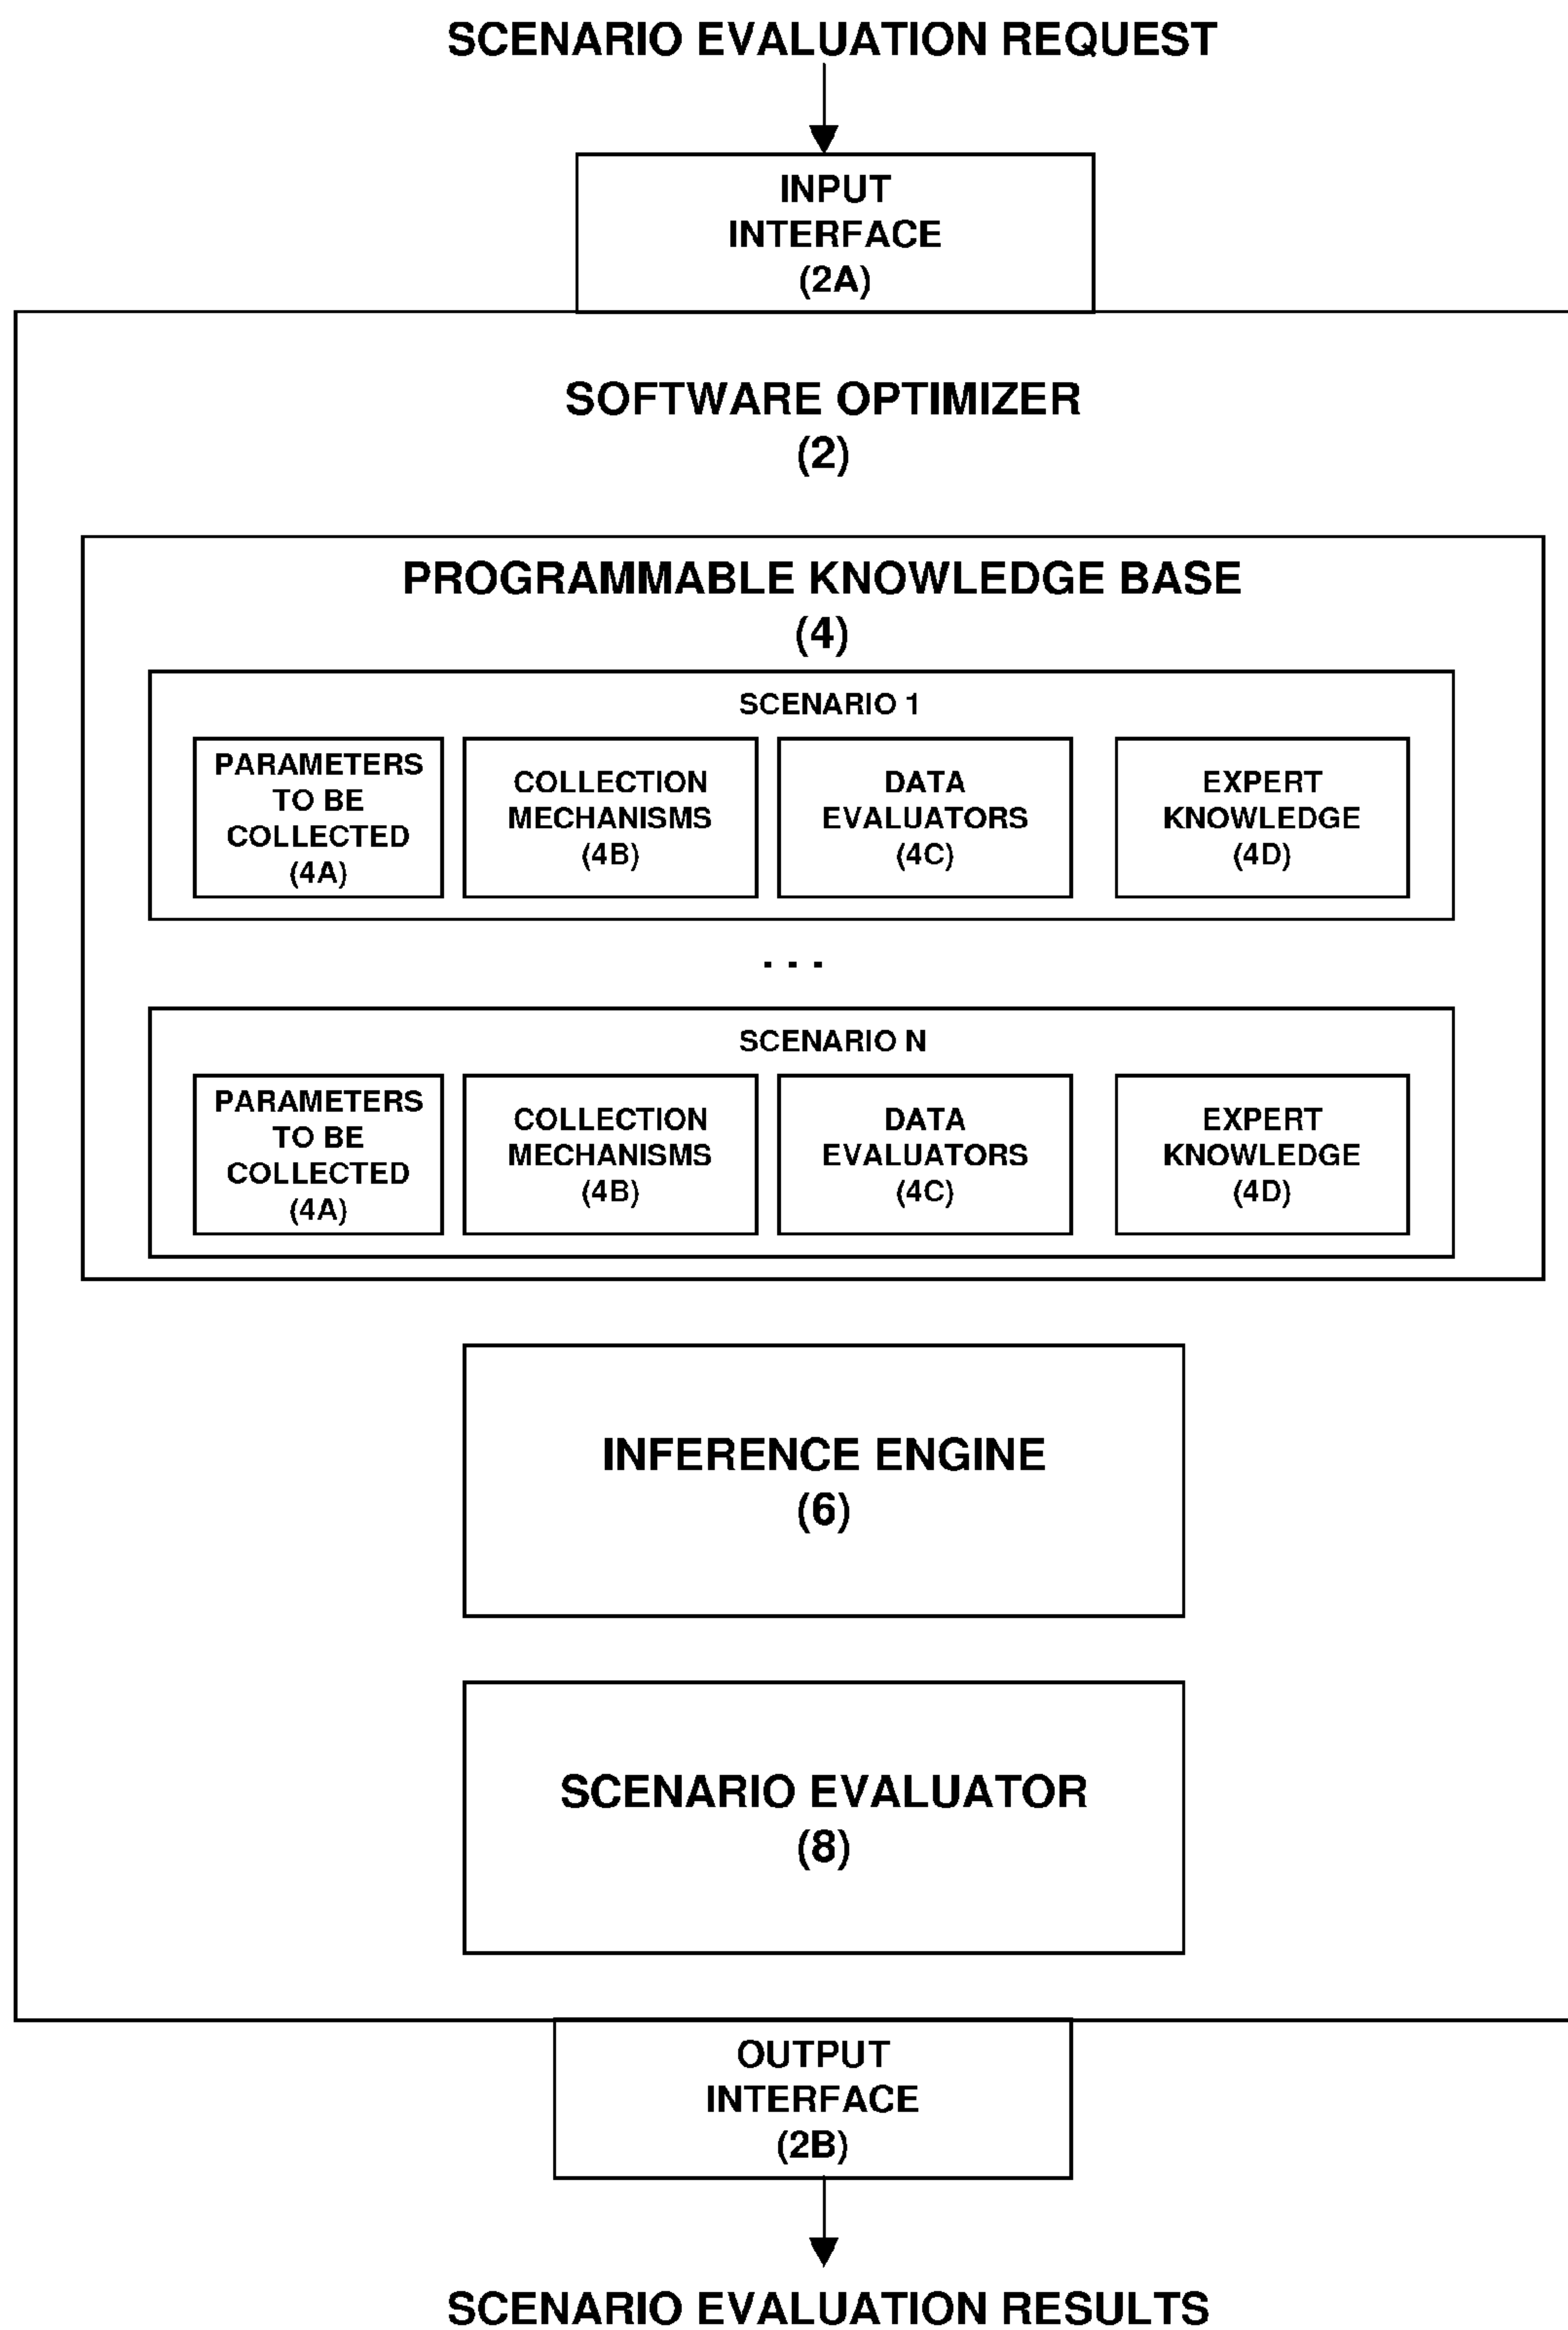 SCENARIO EVALUATION REQUEST
INPUT
INTERFACE
(2A)
SOFTWARE OPTIMIZER
(2)
PROGRAMMABLE KNOWLEDGE BASE
(4)
SCENARIO 1
PARAMETERS
TO BE
COLLECTED
(4A)
COLLECTION
MECHANISMS
(4B)
DATA
EVALUATORS
(4C)
EXPERT
KNOWLEDGE
(4D)
. . .
SCENARIO N
PARAMETERS
TO BE
COLLECTED
(4A)
COLLECTION
MECHANISMS
(4B)
DATA
EVALUATORS
(4C)
EXPERT
KNOWLEDGE
(4D)
INFERENCE ENGINE
(6)
SCENARIO EVALUATOR
(8)
OUTPUT
INTERFACE
(2B)
SCENARIO EVALUATION RESULTS